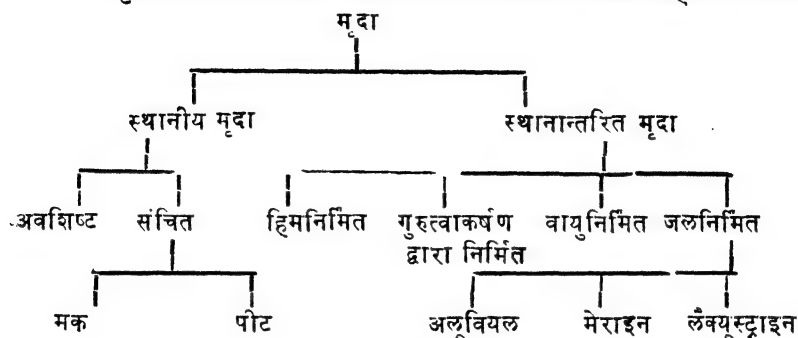 मृदा
स्थानीय मृदा स्थानान्तरित मृदा
अवशिष्ट संचित हिमनिर्मित गुरुत्वाकर्षण वायुनिर्मित जलनिर्मित
द्वारा निर्मित
मक पीट अलूवियल मेराइन लैक्यूस्ट्राइन